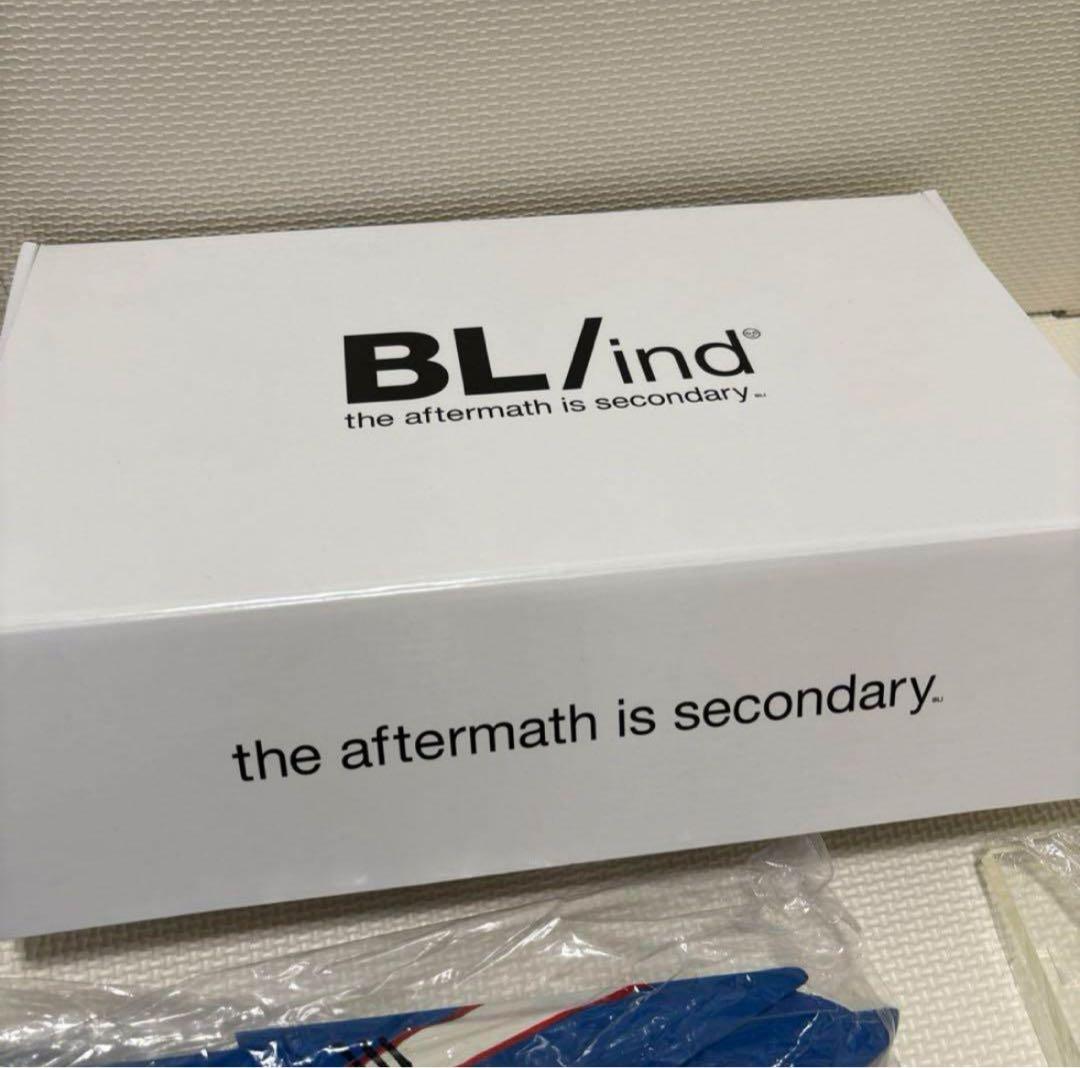 BL/ind
the aftermath is secondary
the aftermath is secondary.